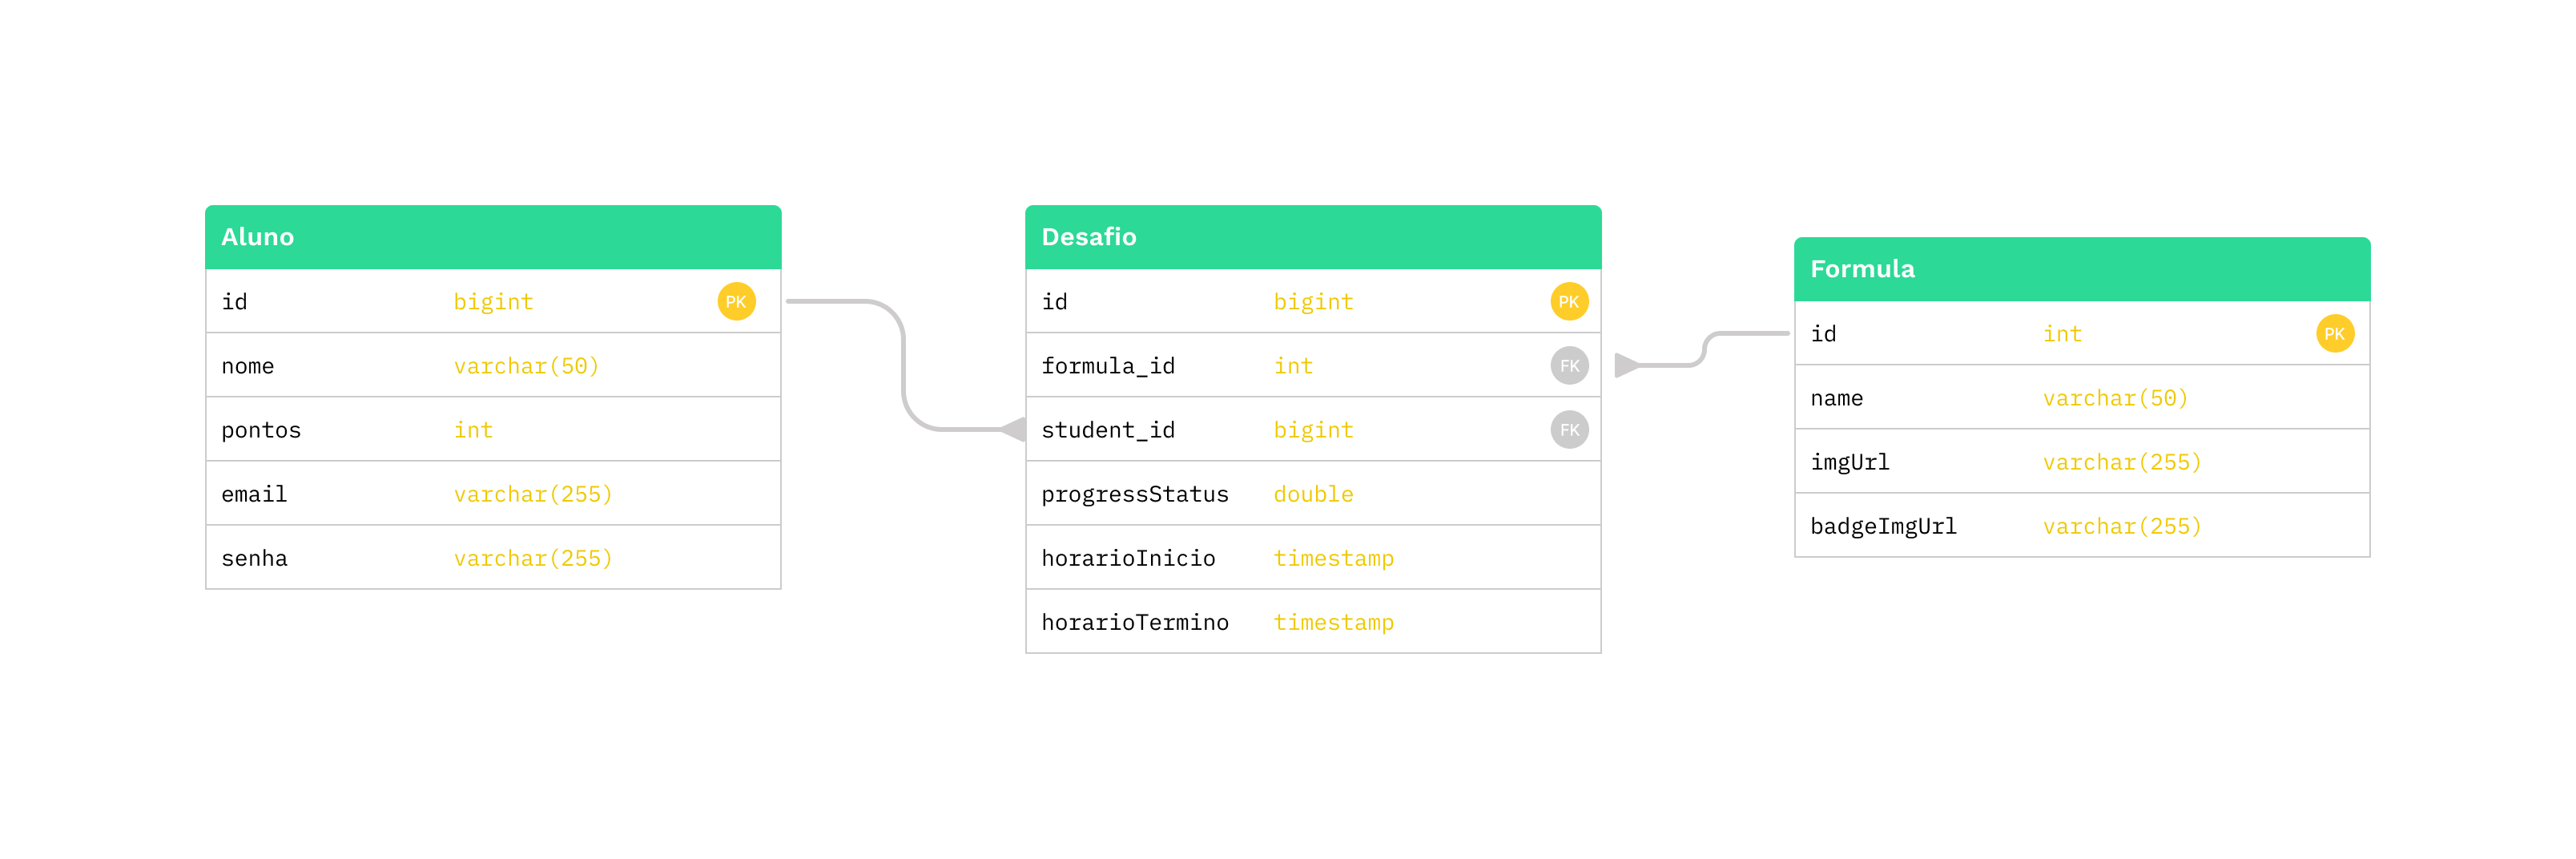 Aluno
id bigint PK
nome varchar(50)
pontos int
email varchar(255)
senha varchar(255)
Desafio
id bigint PK
formula_id int FK
student_id bigint FK
progressStatus double
horarioInicio timestamp
horarioTermino timestamp
Formula
id int PK
name varchar(50)
imgUrl varchar(255)
badgeImgUrl varchar(255)